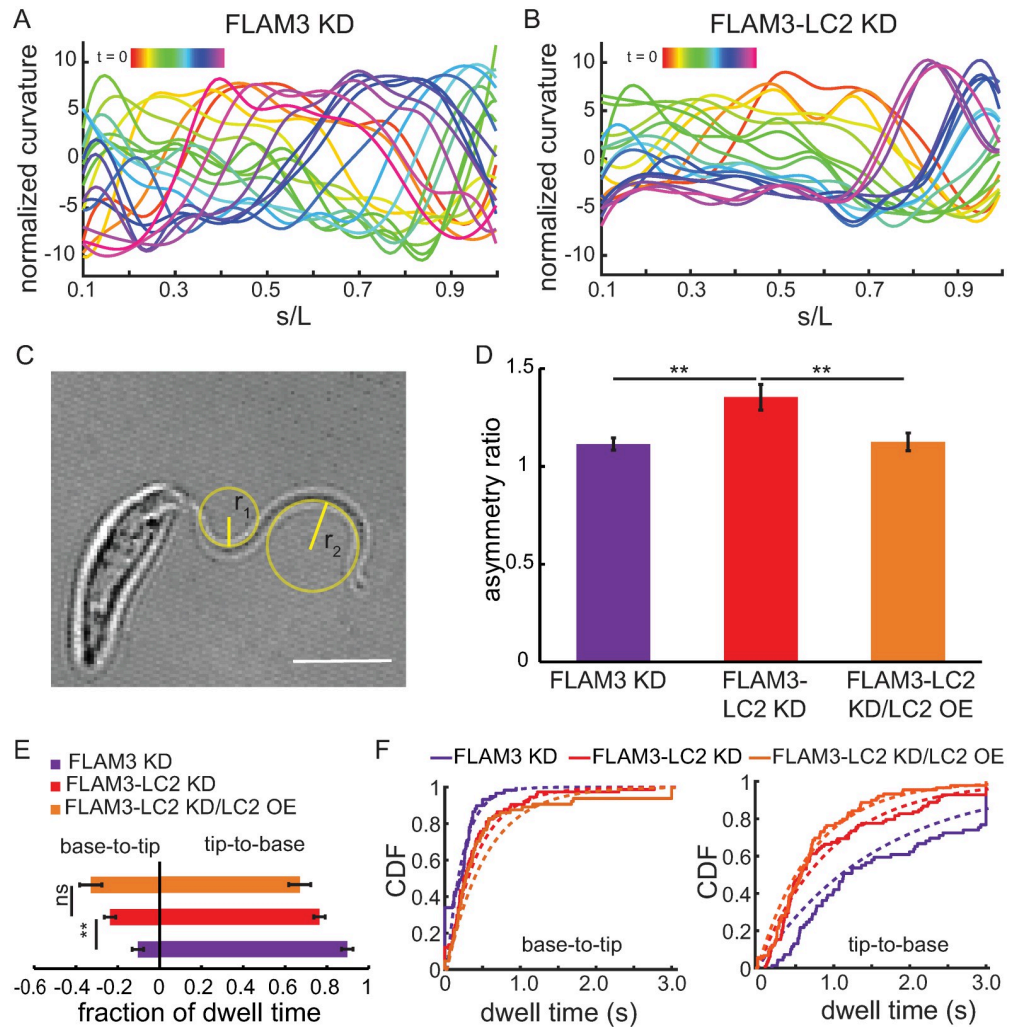 A
FLAM3 KD
t = 0
10
5
0
-5
-10
normalized curvature
0.1
0.3
0.5
0.7
0.9
s/L
B
FLAM3-LC2 KD
t = 0
10
5
0
-5
-10
normalized curvature
0.1
0.3
0.5
0.7
0.9
s/L
C
r1
r2
D
1.5
1
0.5
0
asymmetry ratio
**
**
FLAM3 KD
FLAM3-
LC2 KD
FLAM3-LC2
KD/LC2 OE
E
FLAM3 KD
FLAM3-LC2 KD
FLAM3-LC2 KD/LC2 OE
base-to-tip
tip-to-base
ns
**
-0.6
-0.4
-0.2
0
0.2
0.4
0.6
0.8
1
fraction of dwell time
F
FLAM3 KD
FLAM3-LC2 KD
FLAM3-LC2 KD/LC2 OE
1
0.8
0.6
0.4
0.2
0
CDF
base-to-tip
0
1.0
2.0
3.0
dwell time (s)
1
0.8
0.6
0.4
0.2
0
CDF
tip-to-base
0
1.0
2.0
3.0
dwell time (s)